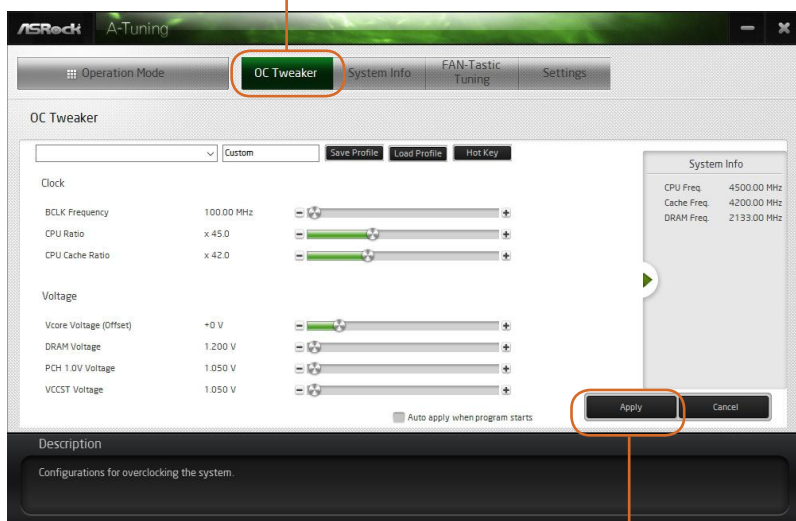 ASRock A-Tuning
Operation Mode OC Tweaker System Info FAN-Tastic Tuning Settings
OC Tweaker
Custom Save Profile Load Profile Hot Key
Clock
BCLK Frequency 100.00 MHz
CPU Ratio x 45.0
CPU Cache Ratio x 42.0
Voltage
Vcore Voltage (Offset) +0 V
DRAM Voltage 1.200 V
PCH 1.0V Voltage 1.050 V
VCCST Voltage 1.050 V
Auto apply when program starts
System Info
CPU Freq. 4500.00 MHz
Cache Freq. 4200.00 MHz
DRAM Freq. 2133.00 MHz
Apply Cancel
Description
Configurations for overclocking the system.